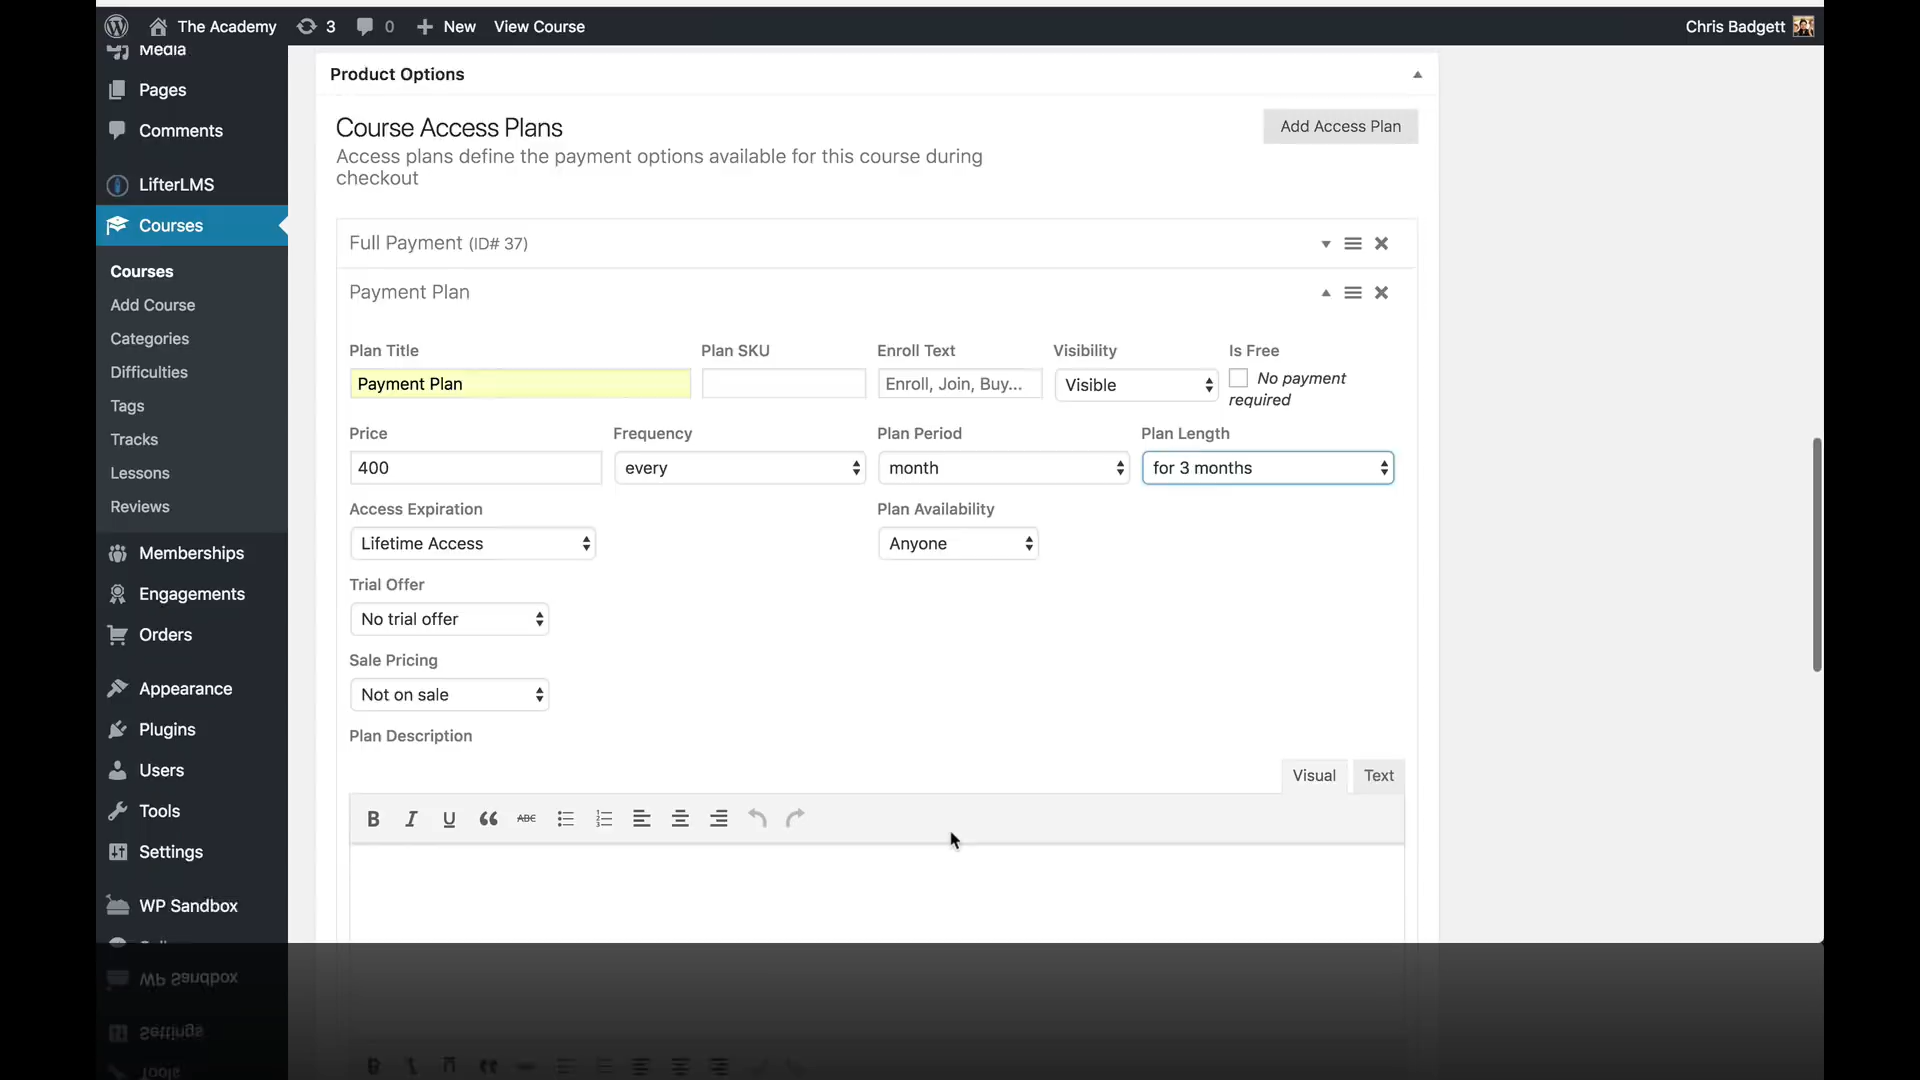 The Academy
3
0
New
View Course
Chris Badgett
Media
Pages
Comments
LifterLMS
Courses
Courses
Add Course
Categories
Difficulties
Tags
Tracks
Lessons
Reviews
Memberships
Engagements
Orders
Appearance
Plugins
Users
Tools
Settings
WP Sandbox
Product Options
Course Access Plans
Add Access Plan
Access plans define the payment options available for this course during
checkout
Full Payment (ID# 37)
Payment Plan
Plan Title
Plan SKU
Enroll Text
Visibility
Is Free
Payment Plan
Enroll, Join, Buy...
Visible
No payment
required
Price
Frequency
Plan Period
Plan Length
400
every
month
for 3 months
Access Expiration
Plan Availability
Lifetime Access
Anyone
Trial Offer
No trial offer
Sale Pricing
Not on sale
Plan Description
Visual
Text
B I U ABC
WP Sandbox
Settings
Tools